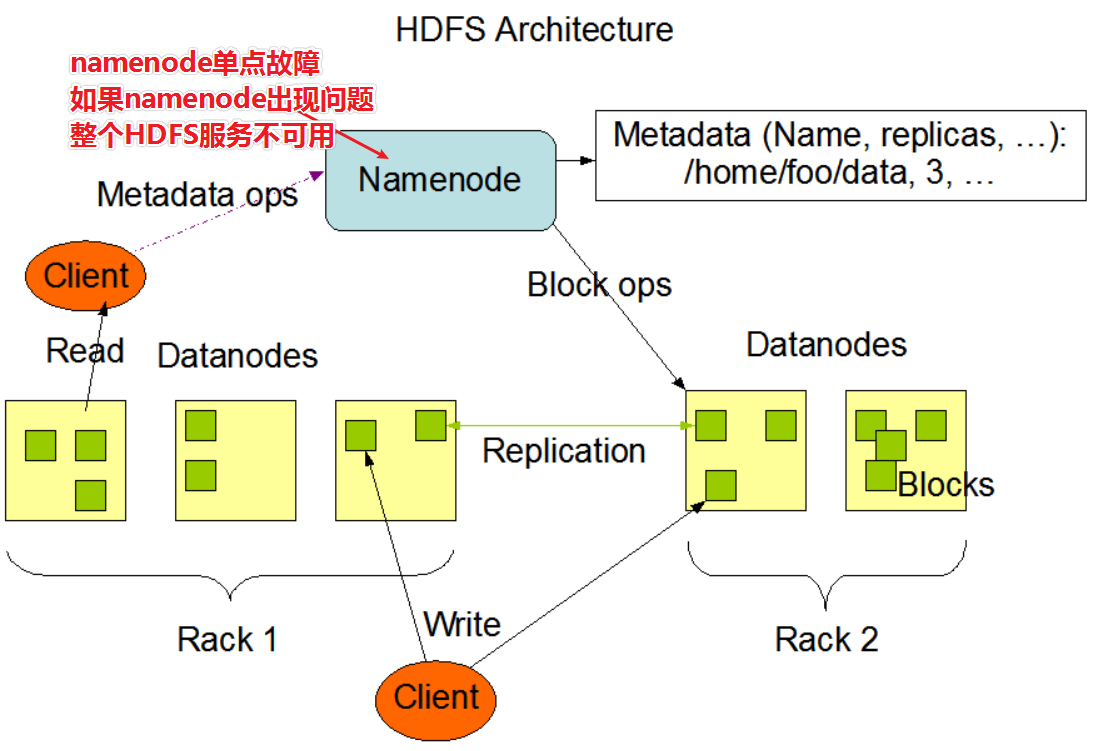 HDFS Architecture
namenode单点故障
如果namenode出现问题
整个HDFS服务不可用
Metadata (Name, replicas, …):
/home/foo/data, 3, …
Namenode
Metadata ops
Client
Block ops
Read
Datanodes
Datanodes
Replication
Blocks
Write
Rack 1
Rack 2
Client